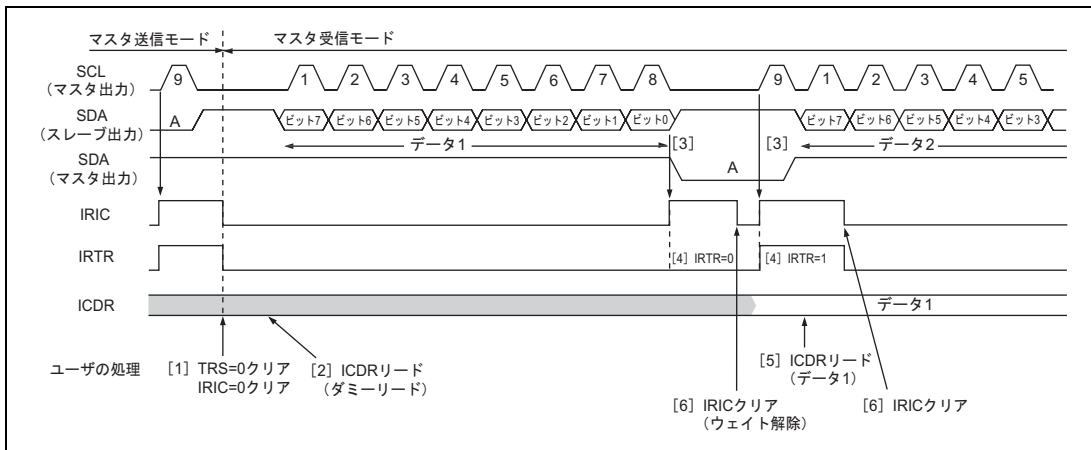 マスタ送信モード マスタ受信モード
SCL
（マスタ出力）
9 1 2 3 4 5 6 7 8 9 1 2 3 4 5
SDA
（スレーブ出力）
A ビット7 ビット6 ビット5 ビット4 ビット3 ビット2 ビット1 ビット0 ビット7 ビット6 ビット5 ビット4 ビット3
データ1 [3] [3] データ2
SDA
（マスタ出力）
A
IRIC
IRTR
[4] IRTR=0 [4] IRTR=1
ICDR
データ1
ユーザの処理
[1] TRS=0クリア
IRIC=0クリア
[2] ICDRリード
（ダミーリード）
[5] ICDRリード
（データ1）
[6] IRICクリア
（ウェイト解除）
[6] IRICクリア